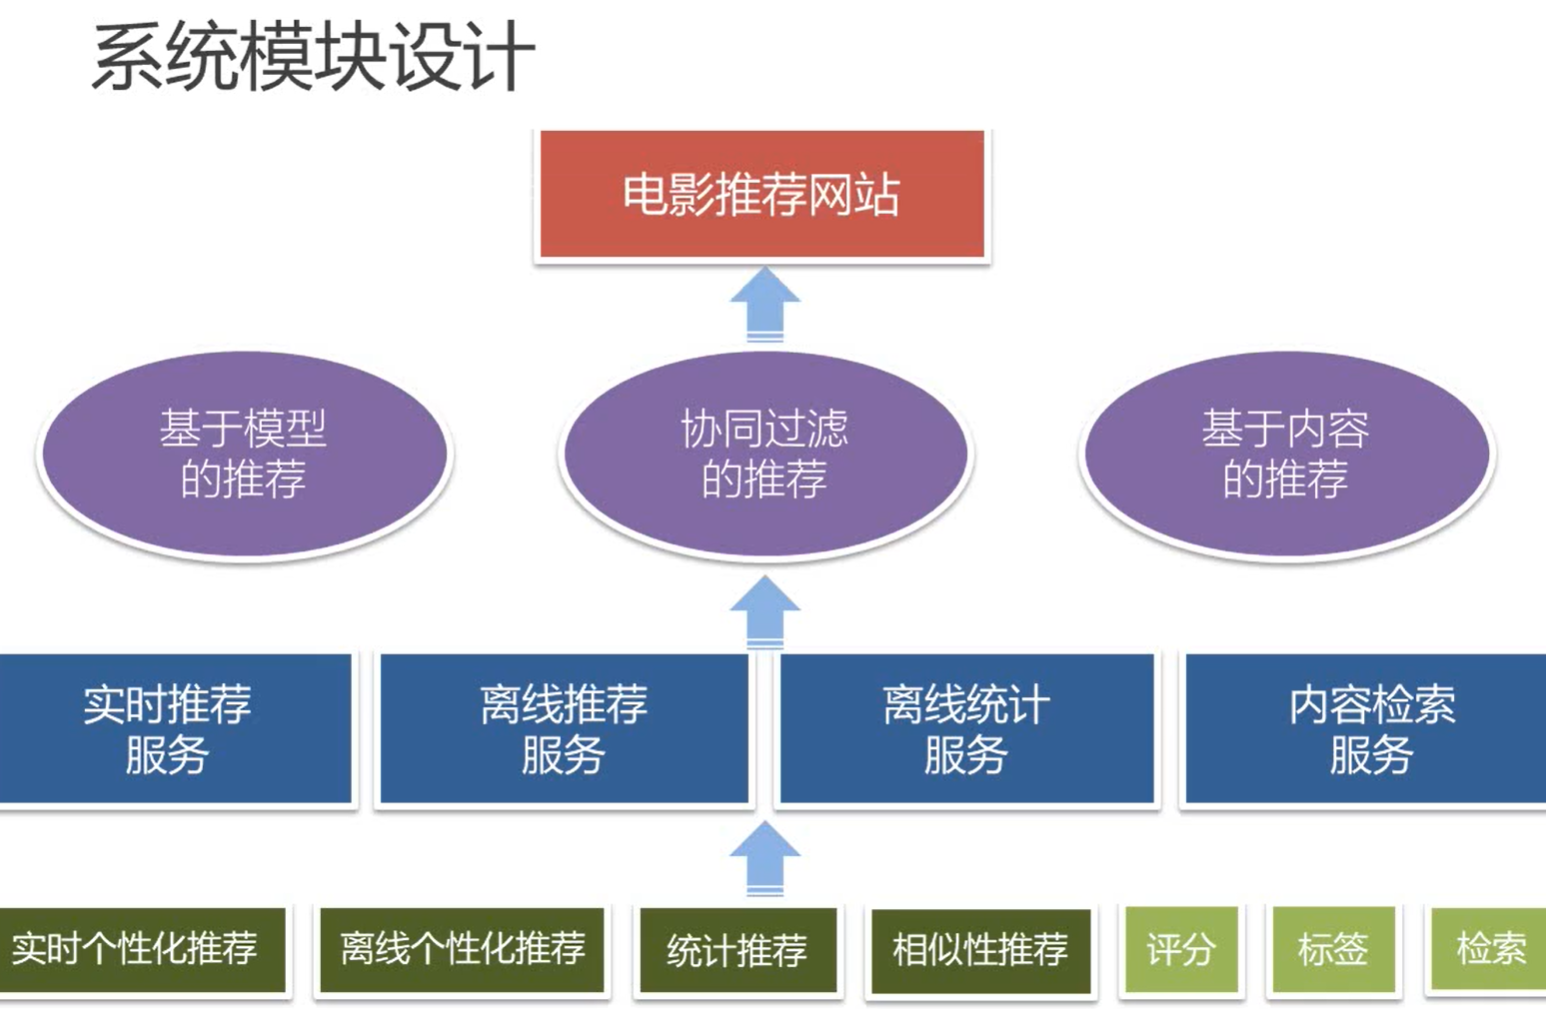 系统模块设计
电影推荐网站
基于模型
的推荐
协同过滤
的推荐
基于内容
的推荐
实时推荐
服务
离线推荐
服务
离线统计
服务
内容检索
服务
实时个性化推荐
离线个性化推荐
统计推荐
相似性推荐
评分
标签
检索